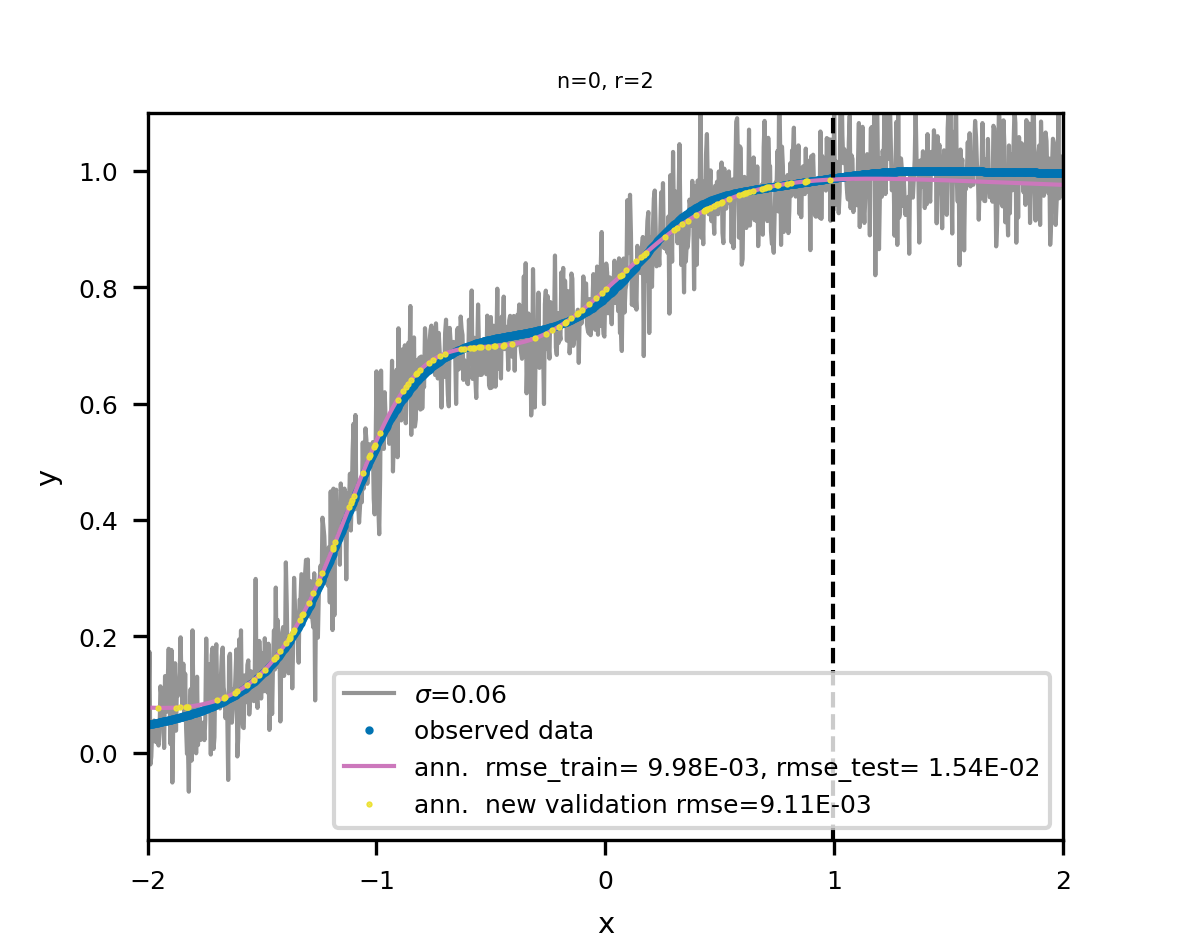 n=0, r=2
1.0
0.8
0.6
0.4
0.2
0.0
y
σ=0.06
observed data
ann.  rmse_train= 9.98E-03, rmse_test= 1.54E-02
ann.  new validation rmse=9.11E-03
−2 −1 0 1 2
x